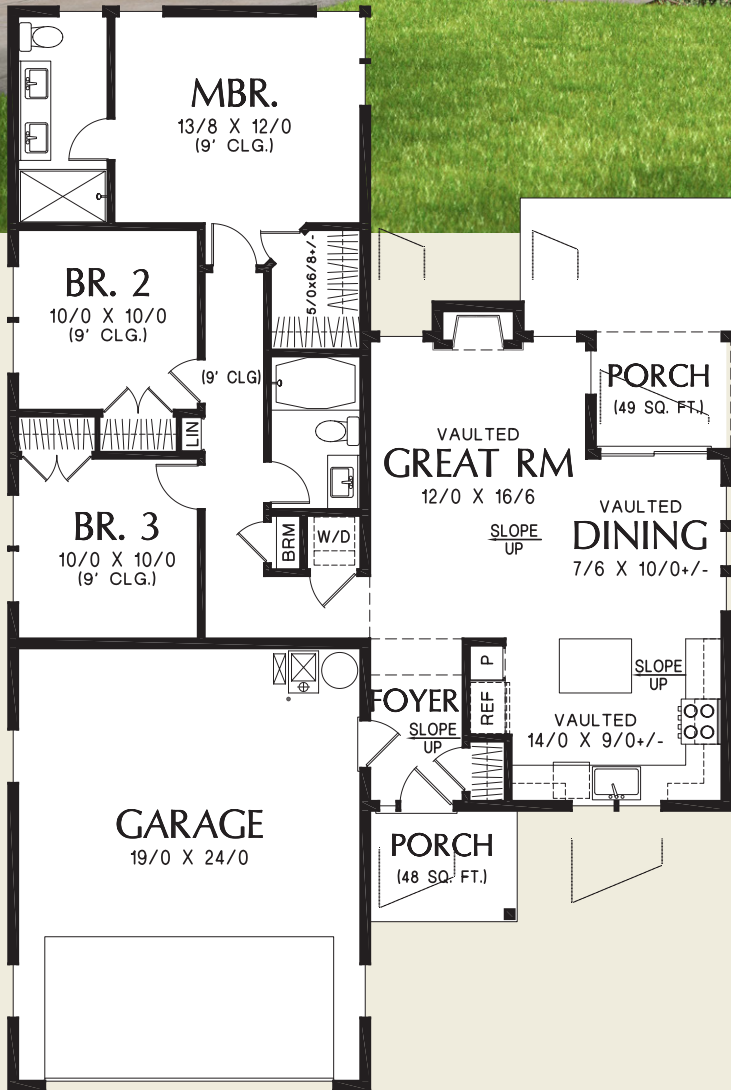 MBR.
13/8 X 12/0
(9' CLG.)
5/0x6/8+/-
BR. 2
10/0 X 10/0
(9' CLG.)
(9' CLG)
LIN
PORCH
(49 SQ. FT.)
VAULTED
GREAT RM
12/0 X 16/6
SLOPE
UP
VAULTED
DINING
7/6 X 10/0+/-
BR. 3
10/0 X 10/0
(9' CLG.)
BRM
W/D
P
REF
SLOPE
UP
FOYER
SLOPE
UP
VAULTED
14/0 X 9/0+/-
GARAGE
19/0 X 24/0
PORCH
(48 SQ. FT.)